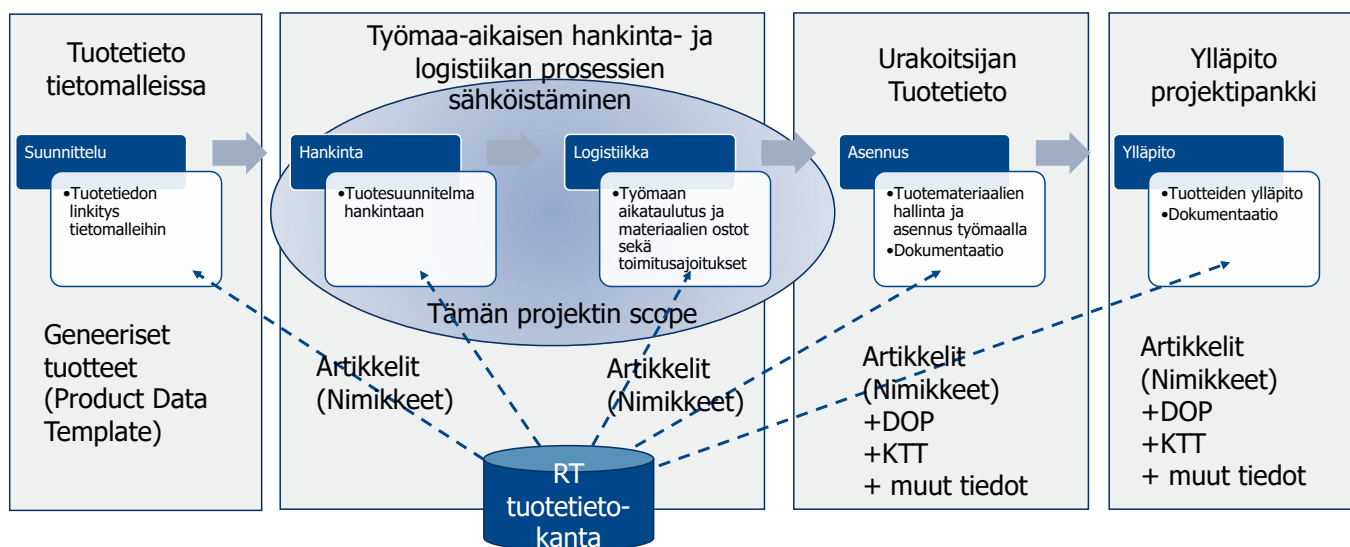 Tuotetieto
tietomalleissa
Työmaa-aikaisen hankinta- ja
logistiikan prosessien
sähköistäminen
Urakoitsijan
Tuotetieto
Ylläpito
projektipankki
Suunnittelu
•Tuotetiedon
linkitys
tietomalleihin
Hankinta
•Tuotesuunnitelma
hankintaan
Logistiikka
•Työmaan
aikataulutus ja
materiaalien ostot
sekä
toimitusajoitukset
Asennus
•Tuotemateriaalien
hallinta ja
asennus työmaalla
•Dokumentaatio
Ylläpito
•Tuotteiden ylläpito
•Dokumentaatio
Tämän projektin scope
Geneeriset
tuotteet
(Product Data
Template)
Artikkelit
(Nimikkeet)
Artikkelit
(Nimikkeet)
Artikkelit
(Nimikkeet)
+DOP
+KTT
+ muut tiedot
Artikkelit
(Nimikkeet)
+DOP
+KTT
+ muut tiedot
RT
tuotetieto-
kanta